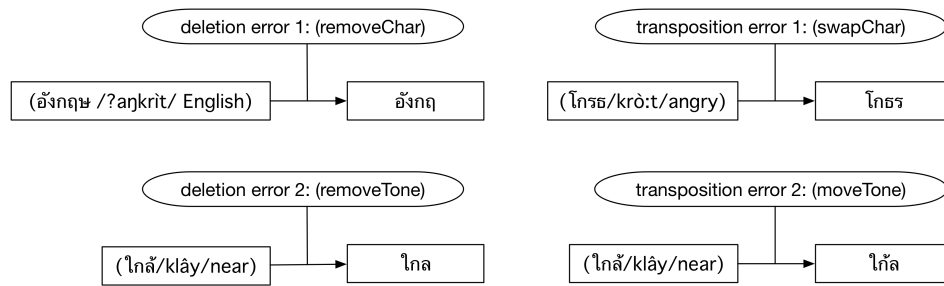 deletion error 1: (removeChar)
(อังกฤษ /?aŋkrìt/ English)
อังกฤ
transposition error 1: (swapChar)
(โกรธ/krò:t/angry)
โกธร
deletion error 2: (removeTone)
(ใกล้/klây/near)
ใกล
transposition error 2: (moveTone)
(ใกล้/klây/near)
ใก้ล